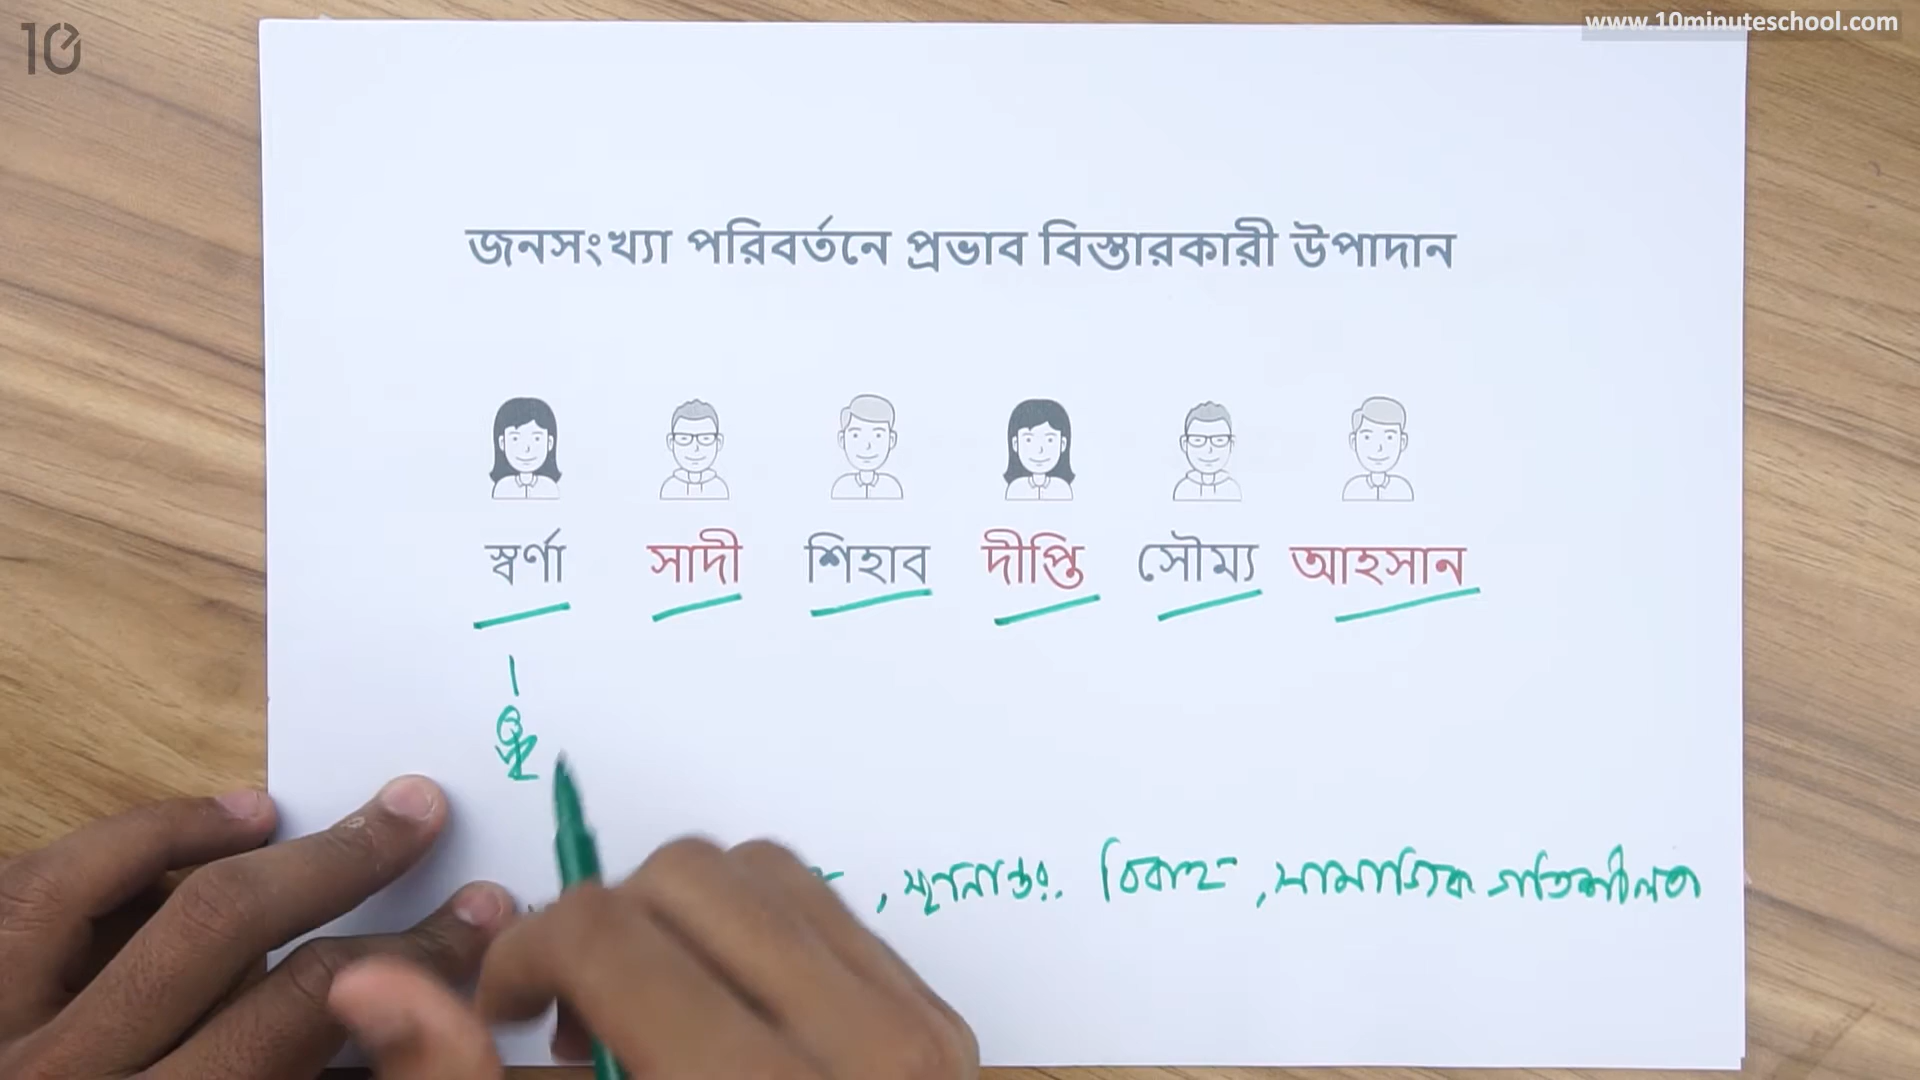 10
www.10minuteschool.com
জনসংখ্যা পরিবর্তনে প্রভাব বিস্তারকারী উপাদান
স্বর্ণা সাদী শিহাব দীপ্তি সৌম্য আহসান
, স্থানান্তর. বিবাহ , সামাজিক গতিশীলতা